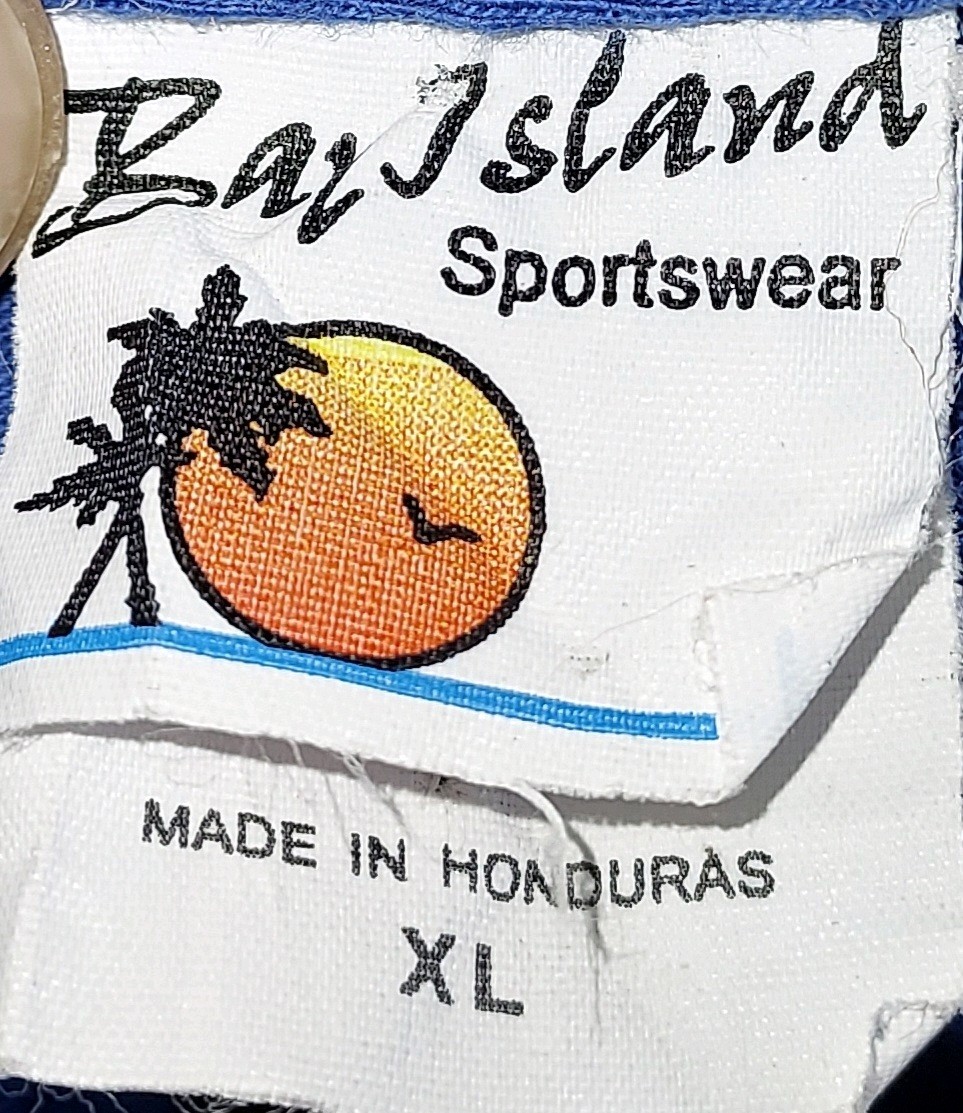 Bay Island
Sportswear
MADE IN HONDURAS
XL